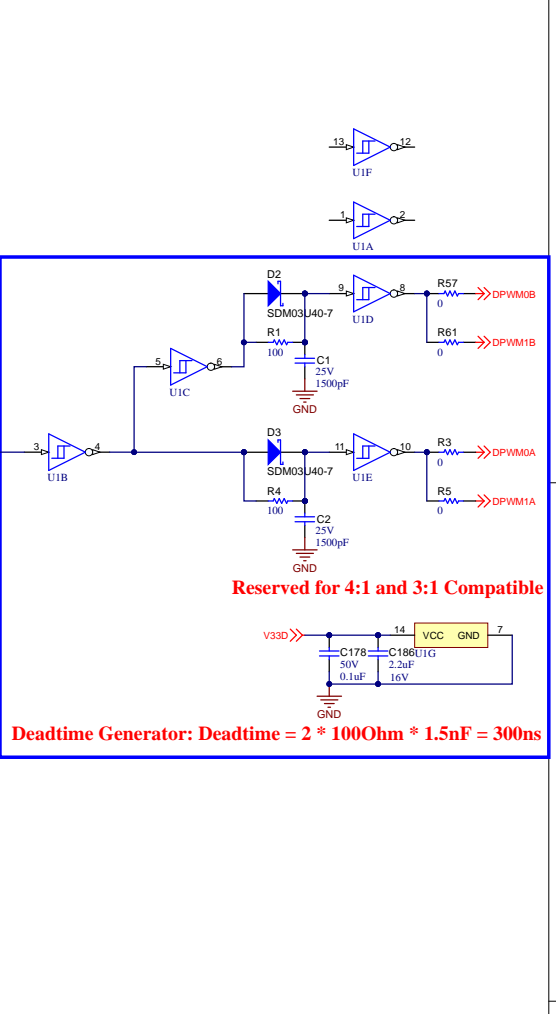 13 12
U1F
1 2
U1A
D2
SDM03U40-7
R1
100
9 8
U1D
R57
0
DPWM0B
R61
0
DPWM1B
5 6
U1C
C1
25V
1500pF
GND
3 4
U1B
D3
SDM03U40-7
R4
100
11 10
U1E
R3
0
DPWM0A
R5
0
DPWM1A
C2
25V
1500pF
GND
Reserved for 4:1 and 3:1 Compatible
V33D
14 VCC GND 7
U1G
C178
50V
0.1uF
C186
2.2uF
16V
GND
Deadtime Generator: Deadtime = 2 * 100Ohm * 1.5nF = 300ns